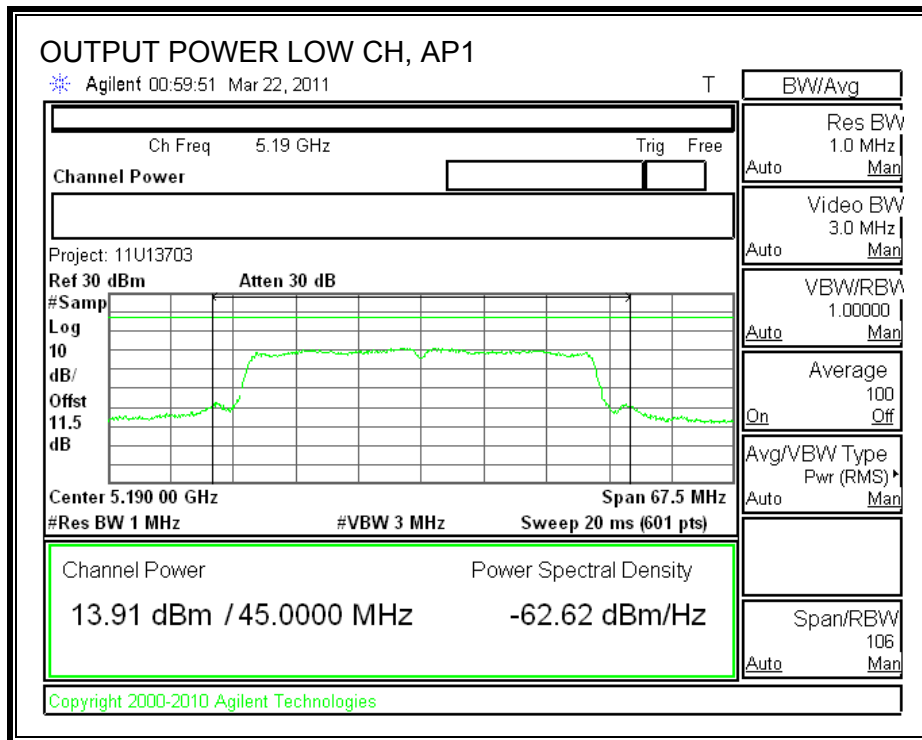 OUTPUT POWER LOW CH, AP1
Agilent 00:59:51 Mar 22, 2011 T
Ch Freq 5.19 GHz Trig Free
Channel Power
Project: 11U13703
Ref 30 dBm Atten 30 dB
#Samp
Log
10
dB/
Offst
11.5
dB
Center 5.190 00 GHz Span 67.5 MHz
#Res BW 1 MHz #VBW 3 MHz Sweep 20 ms (601 pts)
Channel Power Power Spectral Density
13.91 dBm / 45.0000 MHz -62.62 dBm/Hz
Copyright 2000-2010 Agilent Technologies
BW/Avg
Res BW
1.0 MHz
Auto Man
Video BW
3.0 MHz
Auto Man
VBW/RBW
1.00000
Auto Man
Average
100
On Off
Avg/VBW Type
Pwr (RMS)
Auto Man
Span/RBW
106
Auto Man